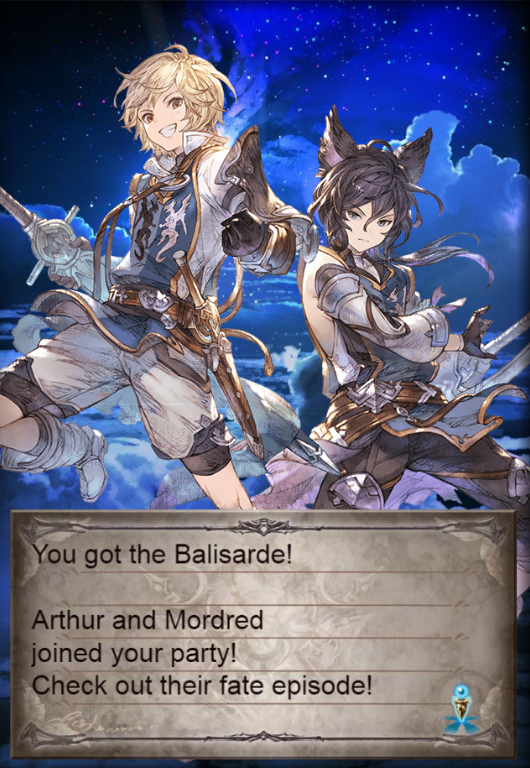 You got the Balisarde!
Arthur and Mordred
joined your party!
Check out their fate episode!